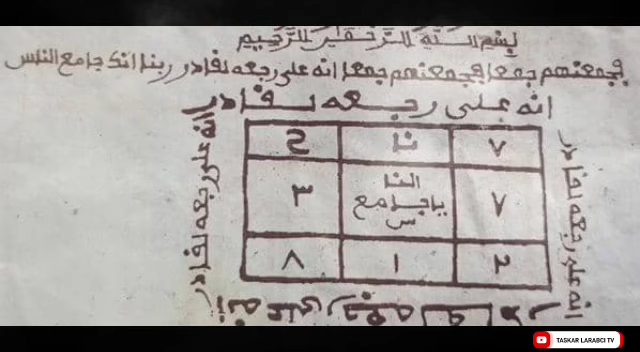 بسم الله الرحمن الرحيم
فجمعنهم جمعا فجمعنهم جمعا انه على رجعه لقادر ربنا انك جامع الناس
انه على رجعه لقادر
انه على رجعه لقادر
انه على رجعه لقادر
٧
٣ يا جامع النا س ٧
٨ ١ ٢
TASKAR LARABCI TV